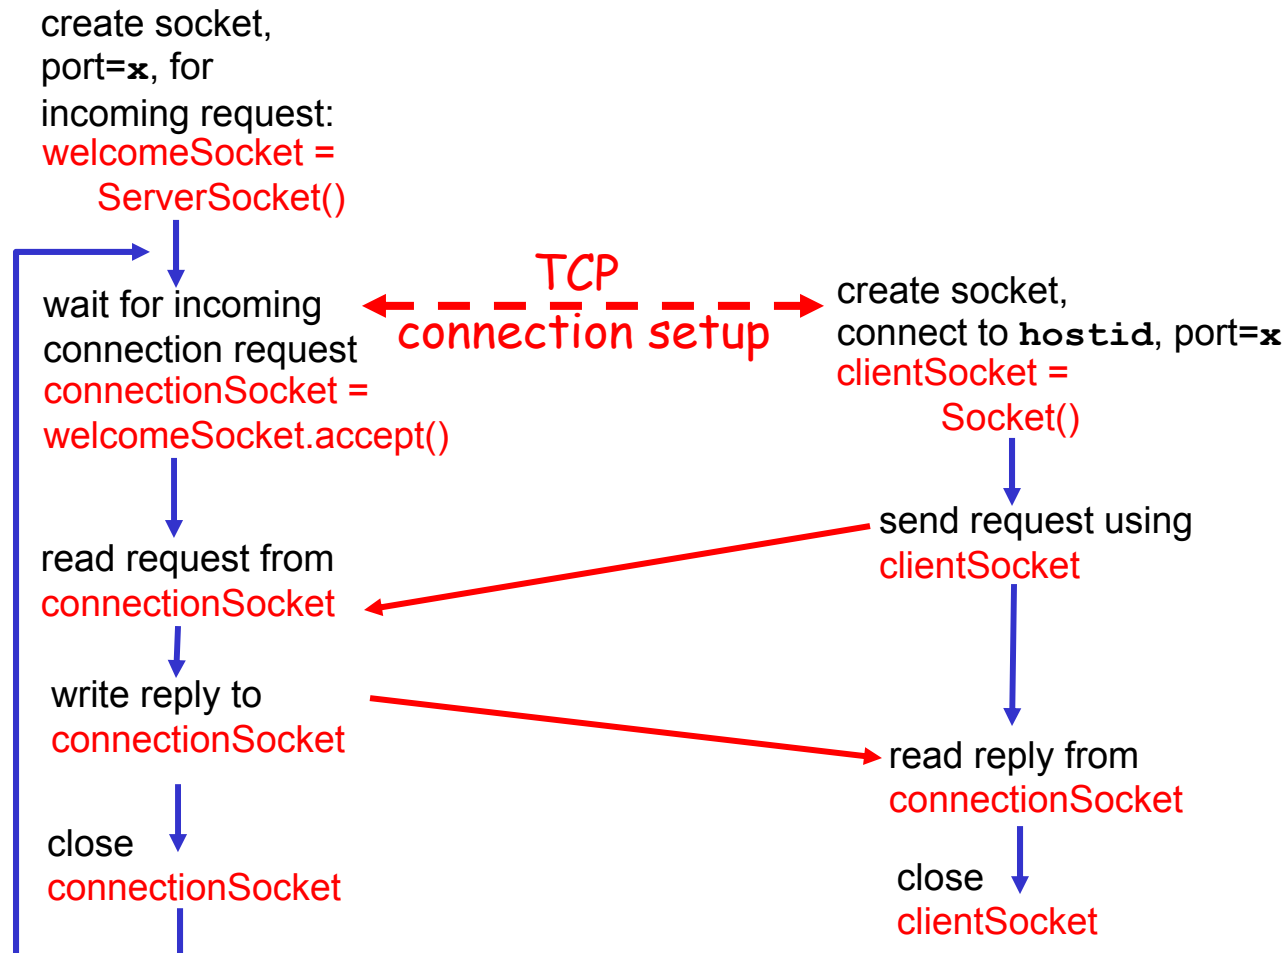 create socket,
port=x, for
incoming request:
welcomeSocket =
ServerSocket()
wait for incoming
connection request
connectionSocket =
welcomeSocket.accept()
read request from
connectionSocket
write reply to
connectionSocket
close
connectionSocket
TCP
connection setup
create socket,
connect to hostid, port=x
clientSocket =
Socket()
send request using
clientSocket
read reply from
connectionSocket
close
clientSocket